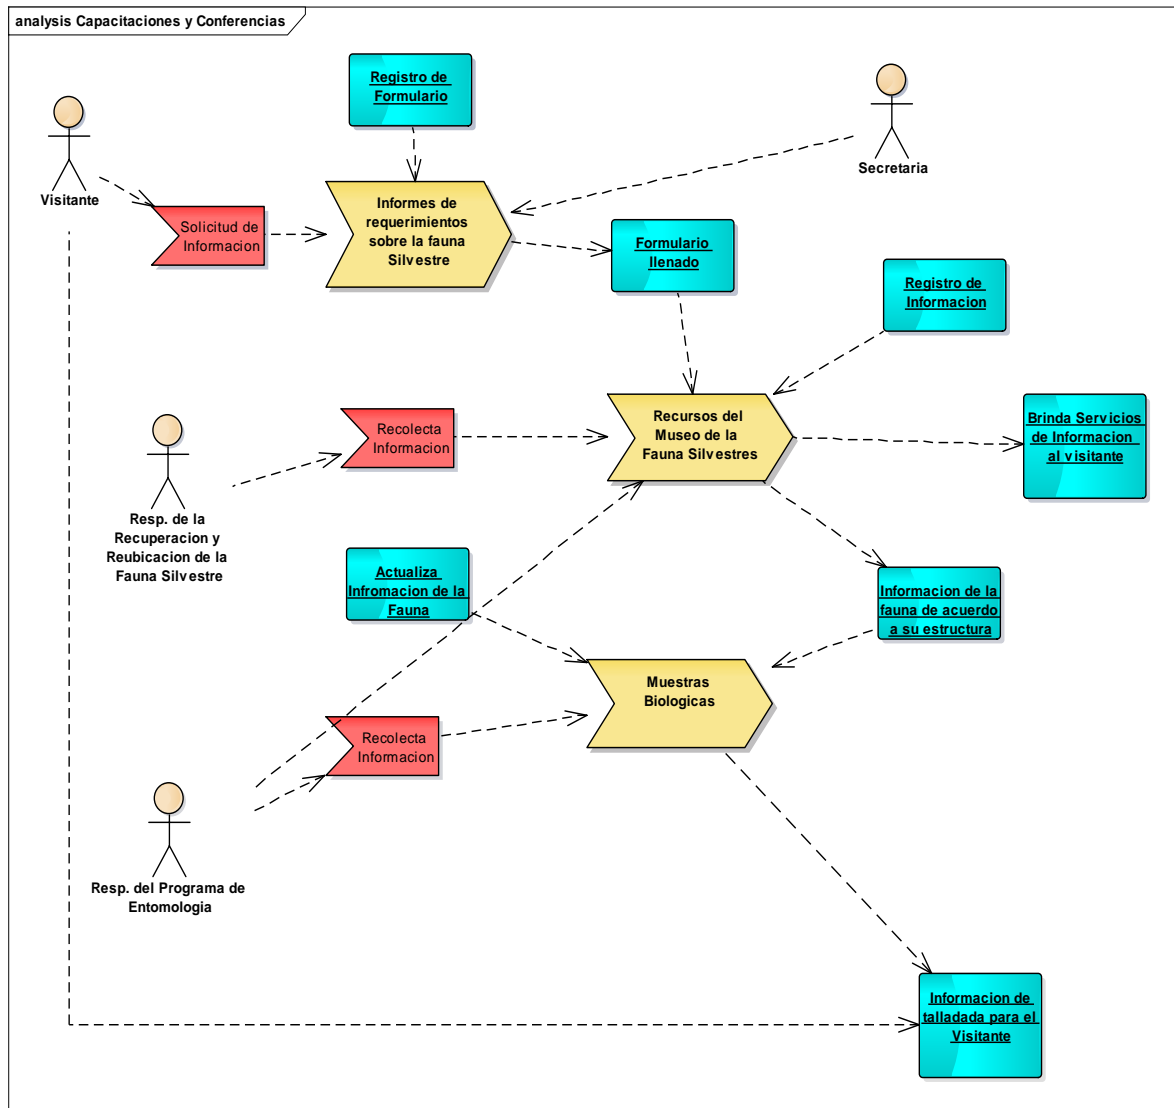 analysis Capacitaciones y Conferencias
Registro de
Formulario
Visitante
Secretaria
Solicitud de
Informacion
Informes de
requerimientos
sobre la fauna
Silvestre
Formulario
llenado
Registro de
Informacion
Recolecta
Informacion
Recursos del
Museo de la
Fauna Silvestres
Brinda Servicios
de Informacion
al visitante
Resp. de la
Recuperacion y
Reubicacion de la
Fauna Silvestre
Actualiza
Infromacion de la
Fauna
Informacion de la
fauna de acuerdo
a su estructura
Muestras
Biologicas
Recolecta
Informacion
Resp. del Programa de
Entomologia
Informacion de
talladada para el
Visitante